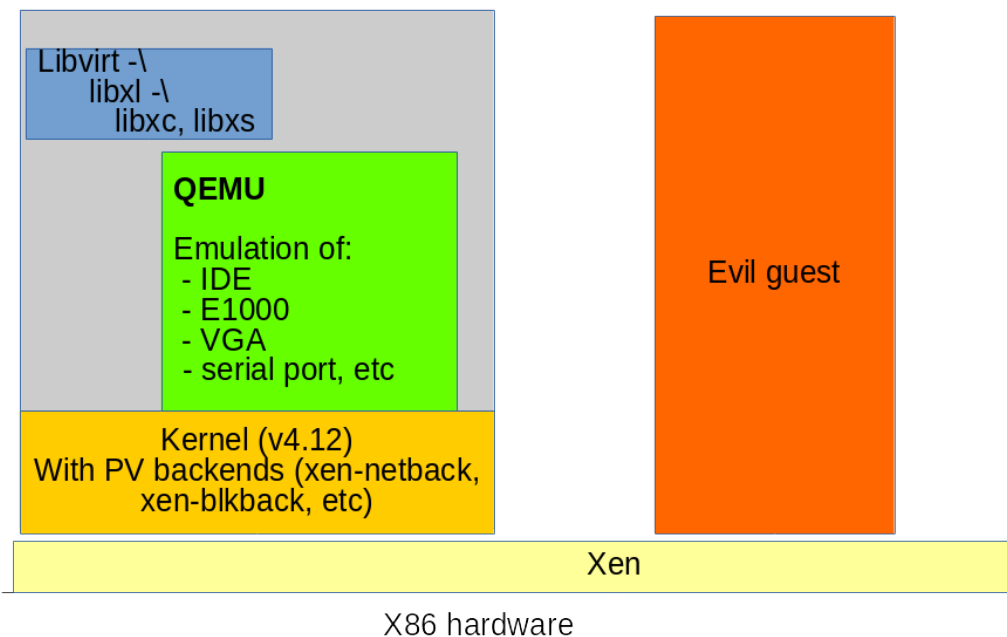 Libvirt -\
libxl -\
libxc, libxs
QEMU
Emulation of:
- IDE
- E1000
- VGA
- serial port, etc
Kernel (v4.12)
With PV backends (xen-netback,
xen-blkback, etc)
Evil guest
Xen
X86 hardware